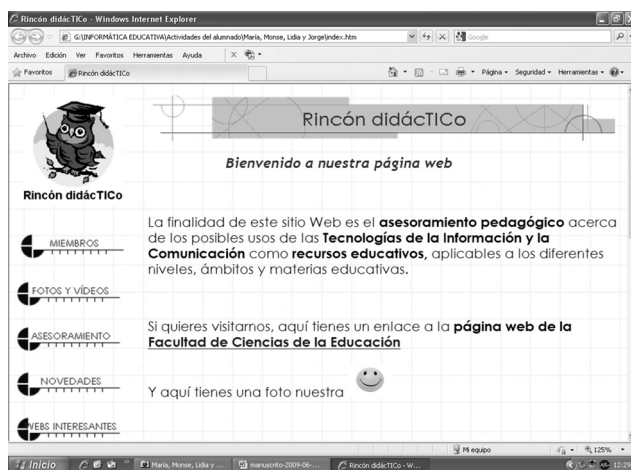 Rincón didácTICo - Windows Internet Explorer
G:\INFORMÁTICA EDUCATIVA\Actividades del alumnado\María, Monse, Lidia y Jorge\index.htm
Google
Archivo Edición Ver Favoritos Herramientas Ayuda
Favoritos
Rincón didácTICo
Página
Seguridad
Herramientas
Rincón didácTICo
Bienvenido a nuestra página web
Rincón didácTICo
MIEMBROS
FOTOS Y VÍDEOS
ASESORAMIENTO
NOVEDADES
WEBS INTERESANTES
La finalidad de este sitio Web es el asesoramiento pedagógico acerca
de los posibles usos de las Tecnologías de la Información y la
Comunicación como recursos educativos, aplicables a los diferentes
niveles, ámbitos y materias educativas.
Si quieres visitarnos, aquí tienes un enlace a la página web de la
Facultad de Ciencias de la Educación
Y aquí tienes una foto nuestra
Mi equipo
125%
Inicio
María, Monse, Lidia y ...
manuscrito-2009-06-...
Rincón didácTICo - W...
12:29